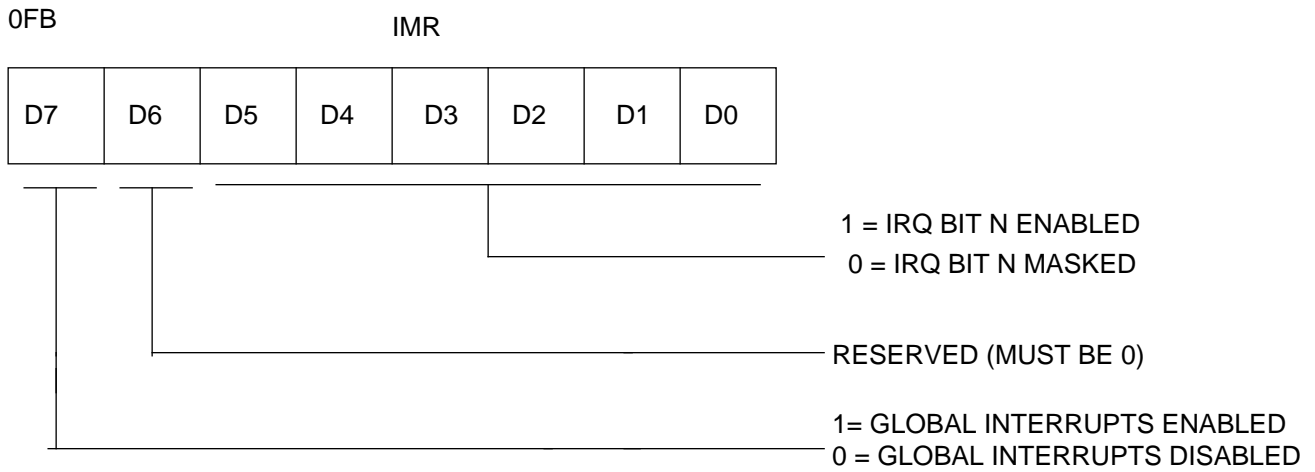 0FB
IMR
D7 D6 D5 D4 D3 D2 D1 D0
1 = IRQ BIT N ENABLED
0 = IRQ BIT N MASKED
RESERVED (MUST BE 0)
1= GLOBAL INTERRUPTS ENABLED
0 = GLOBAL INTERRUPTS DISABLED